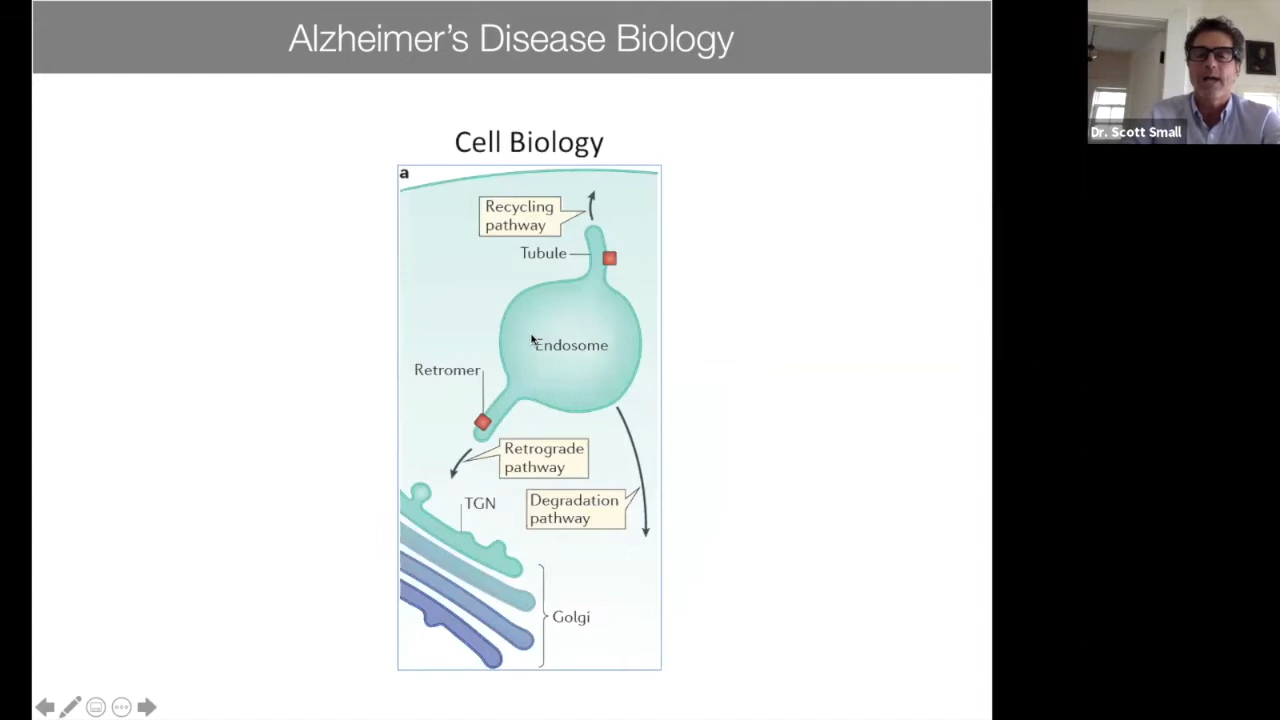 Alzheimer's Disease Biology
Dr. Scott Small
Cell Biology
a
Recycling
pathway
Tubule
Endosome
Retromer
Retrograde
pathway
TGN
Degradation
pathway
Golgi